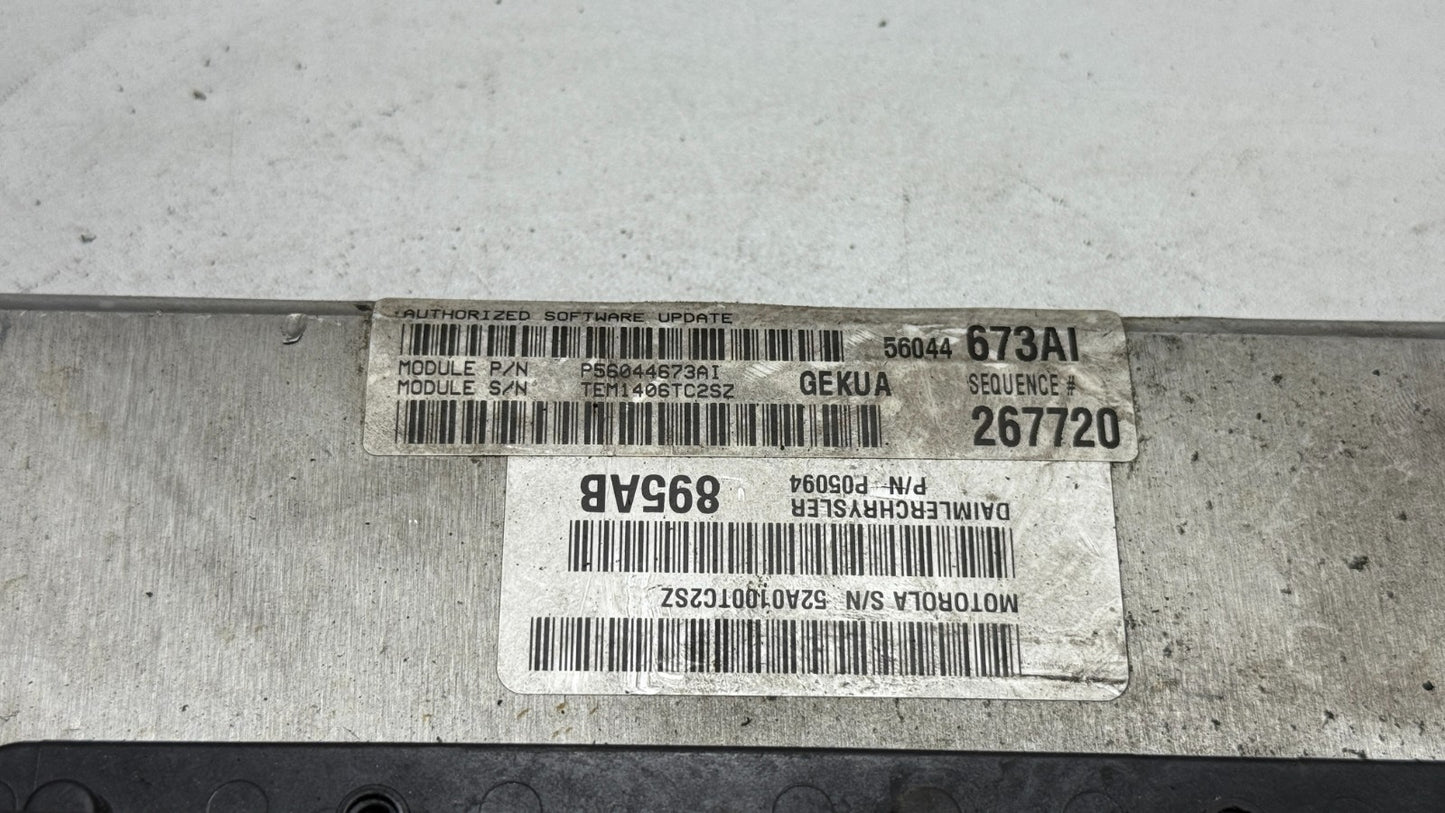 AUTHORIZED SOFTWARE UPDATE
56044 673AI
MODULE P/N P56044673AI
MODULE S/N TEM1406TC2SZ
GEKUA
SEQUENCE #
267720
DAIMLERCHRYSLER
P/N P05094 895AB
MOTOROLA S/N 52A0100TC2SZ